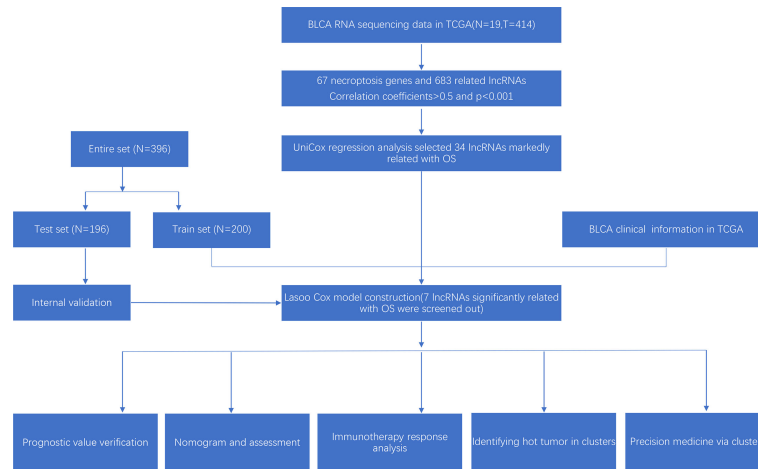 BLCA RNA sequencing data in TCGA(N=19,T=414)
67 necroptosis genes and 683 related lncRNAs
Correlation coefficients>0.5 and p<0.001
UniCox regression analysis selected 34 lncRNAs markedly
related with OS
Entire set (N=396)
Test set (N=196)
Train set (N=200)
BLCA clinical information in TCGA
Internal validation
Lasoo Cox model construction(7 lncRNAs significantly related
with OS were screened out)
Prognostic value verification
Nomogram and assessment
Immunotherapy response
analysis
Identifying hot tumor in clusters
Precision medicine via cluste